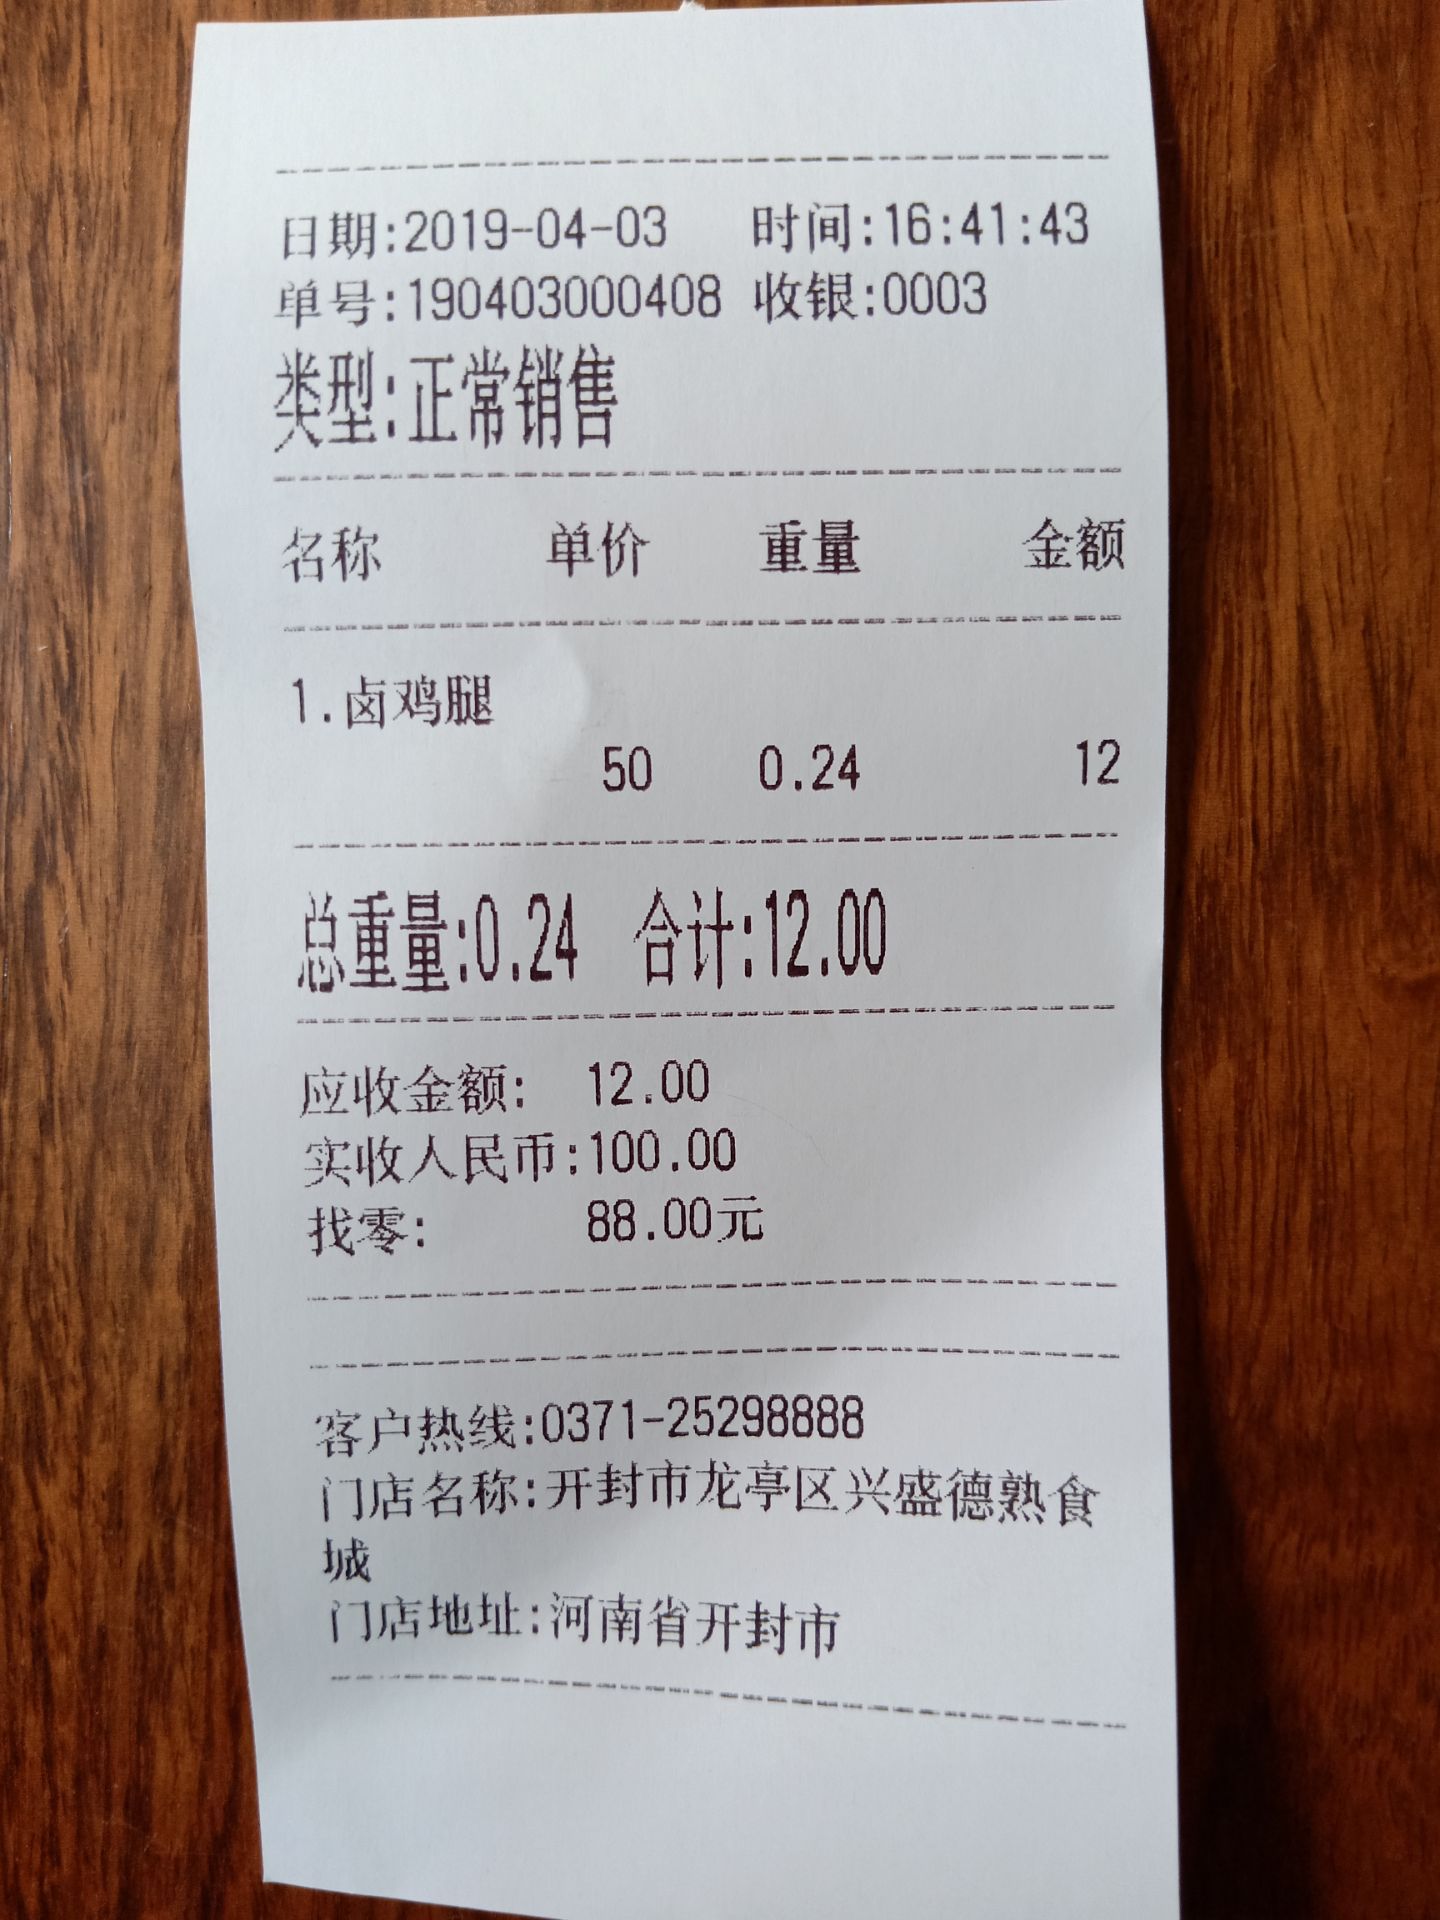 日期:2019-04-03 时间:16:41:43
单号:190403000408 收银:0003
类型:正常销售
名称 单价 重量 金额
1.卤鸡腿
50 0.24 12
总重量:0.24 合计:12.00
应收金额: 12.00
实收人民币:100.00
找零: 88.00元
客户热线:0371-25298888
门店名称:开封市龙亭区兴盛德熟食
城
门店地址:河南省开封市